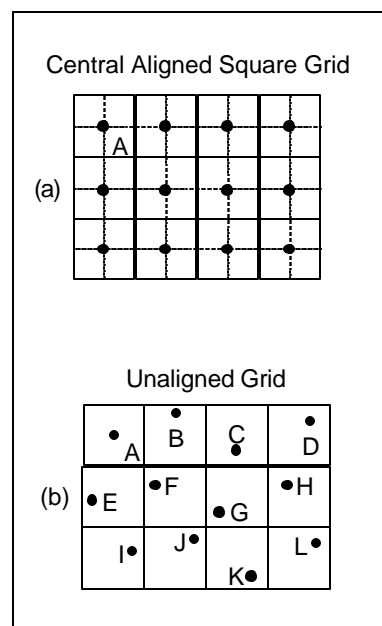 Central Aligned Square Grid
A
(a)
Unaligned Grid
A B C D
(b) E F G H
I J K L